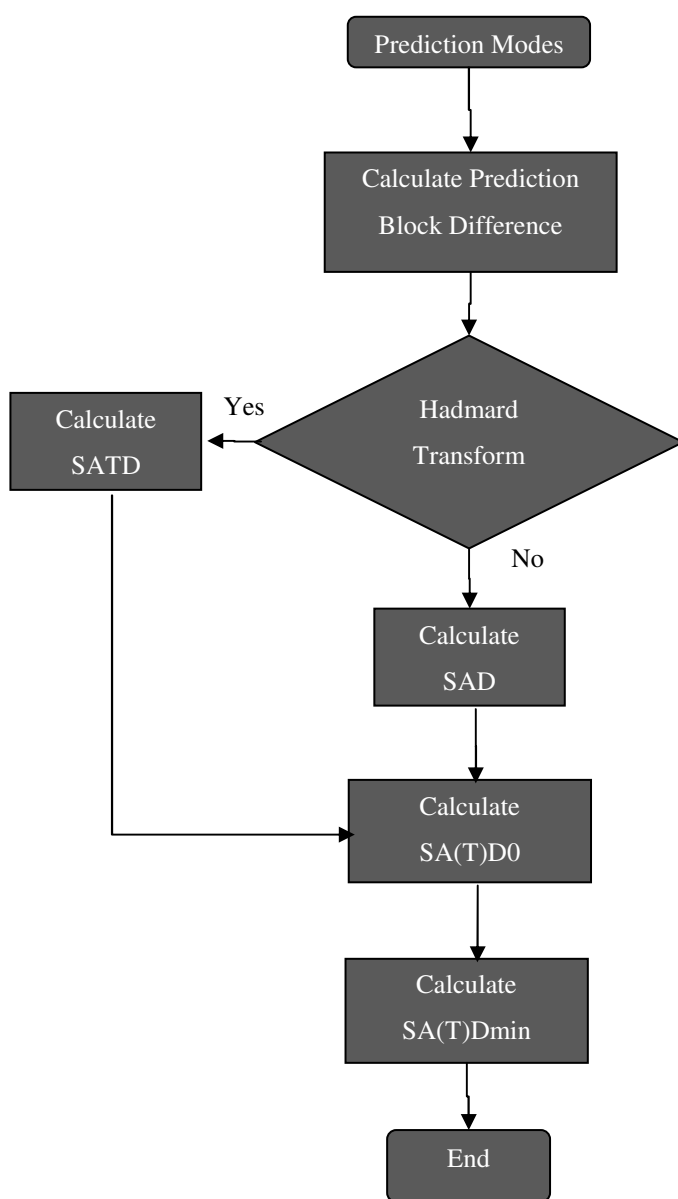 Prediction Modes
Calculate Prediction
Block Difference
Hadmard
Transform
Yes
Calculate
SATD
No
Calculate
SAD
Calculate
SA(T)D0
Calculate
SA(T)Dmin
End